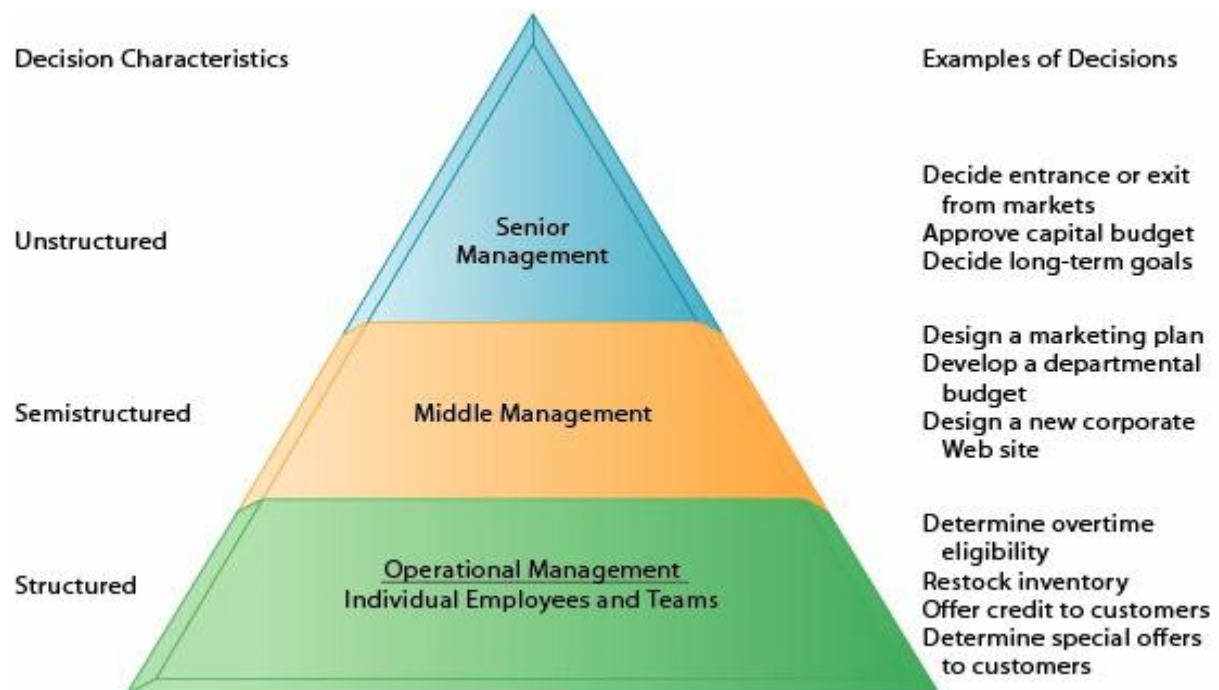 Decision Characteristics
Examples of Decisions
Unstructured
Senior
Management
Decide entrance or exit
from markets
Approve capital budget
Decide long-term goals
Semistructured
Middle Management
Design a marketing plan
Develop a departmental
budget
Design a new corporate
Web site
Structured
Operational Management
Individual Employees and Teams
Determine overtime
eligibility
Restock inventory
Offer credit to customers
Determine special offers
to customers